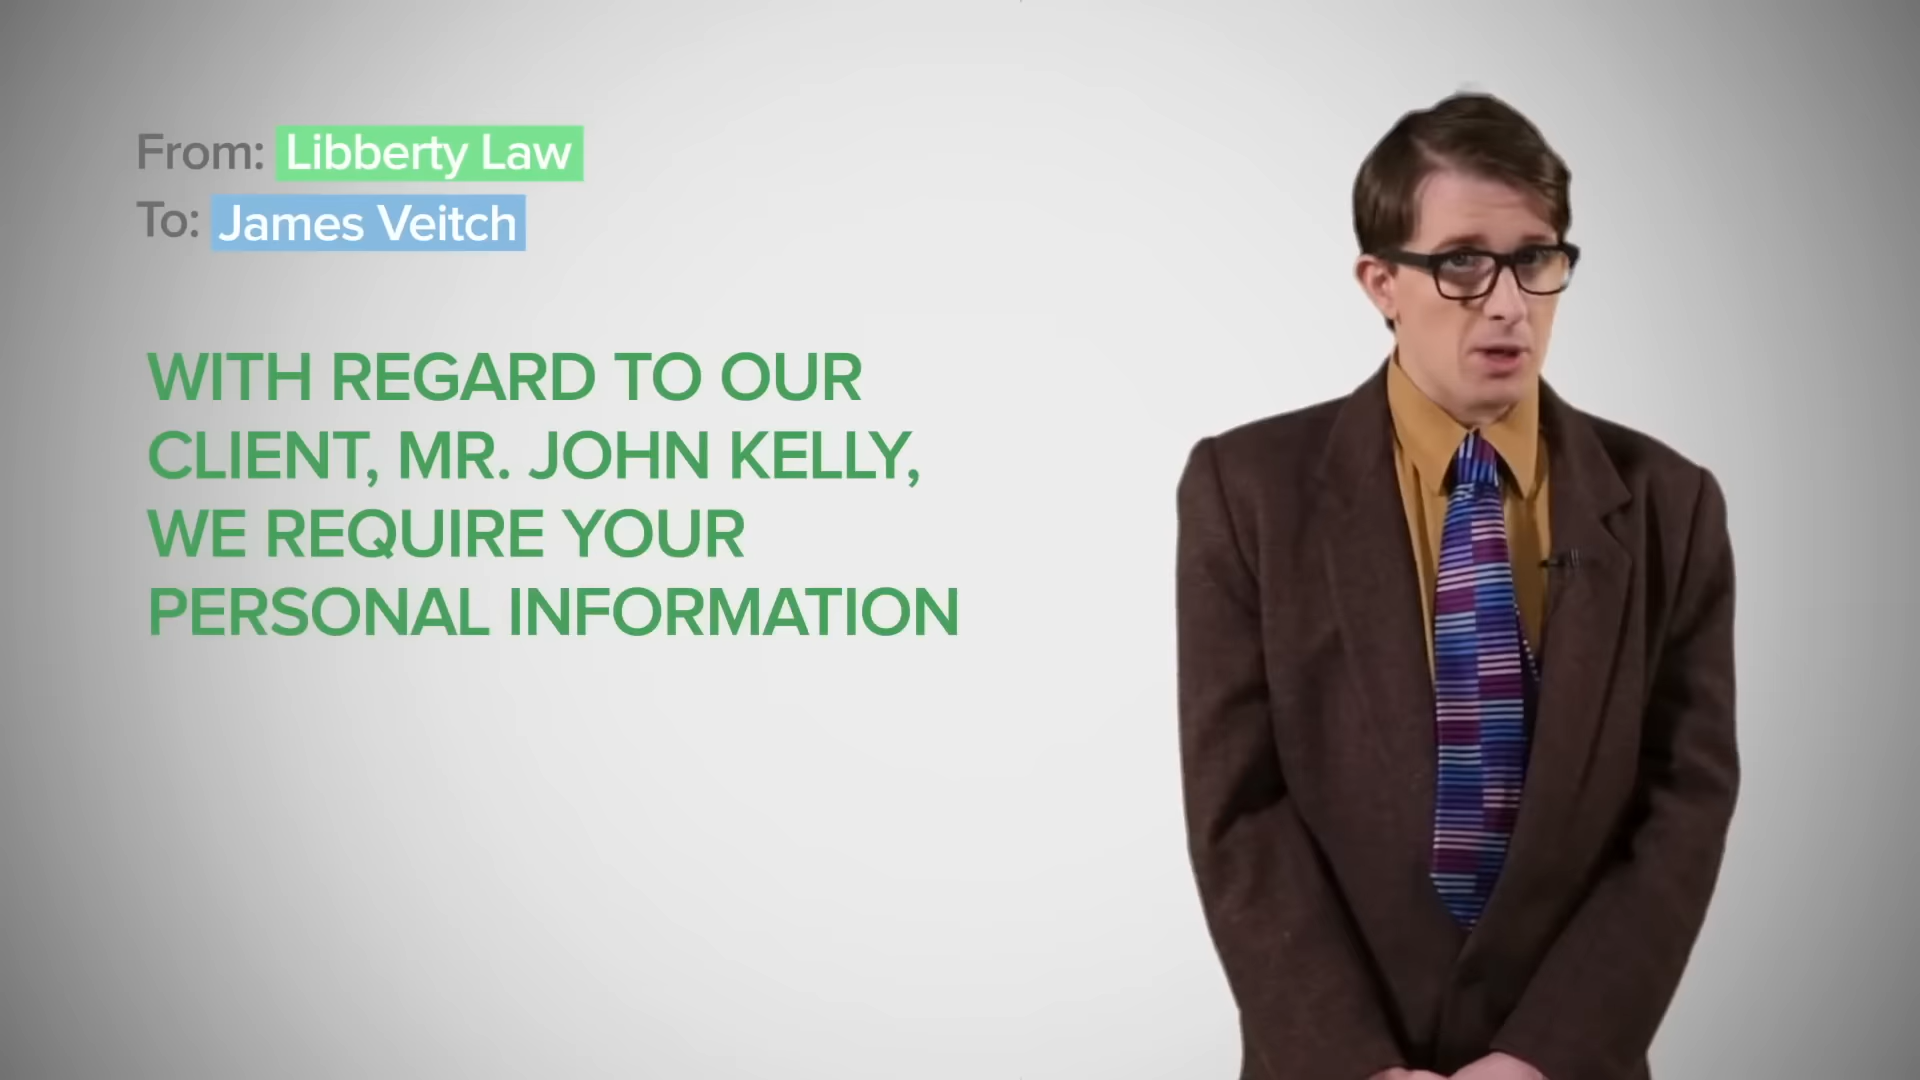 From: Libberty Law
To: James Veitch
WITH REGARD TO OUR
CLIENT, MR. JOHN KELLY,
WE REQUIRE YOUR
PERSONAL INFORMATION